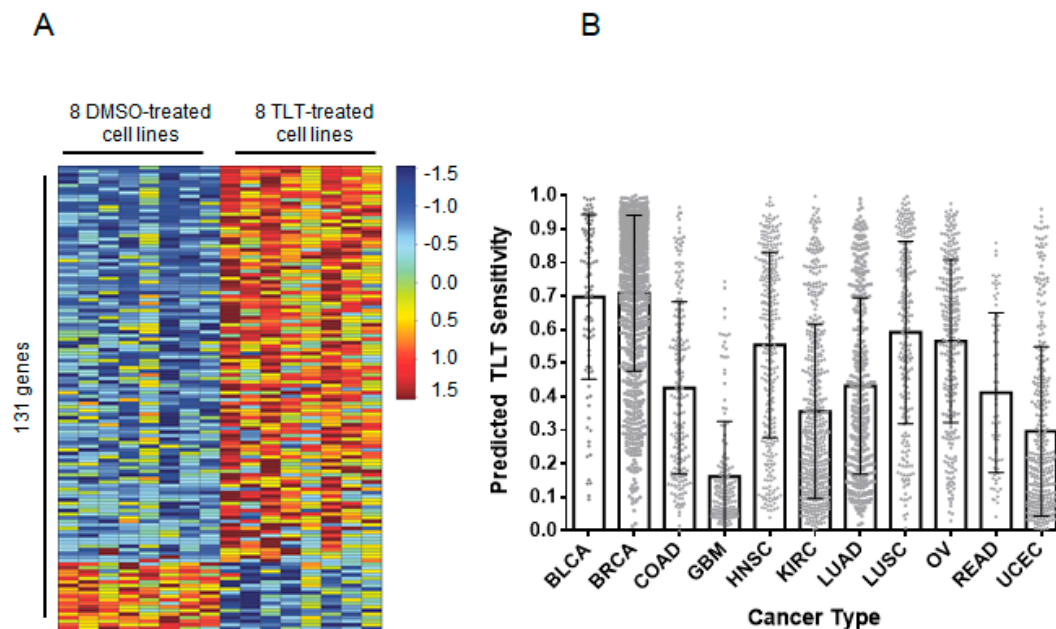 A
B
8 DMSO-treated
cell lines
8 TLT-treated
cell lines
131 genes
-1.5
-1.0
-0.5
0.0
0.5
1.0
1.5
Predicted TLT Sensitivity
1.0
0.9
0.8
0.7
0.6
0.5
0.4
0.3
0.2
0.1
0.0
BLCA
BRCA
COAD
GBM
HNSC
KIRC
LUAD
LUSC
OV
READ
UCEC
Cancer Type